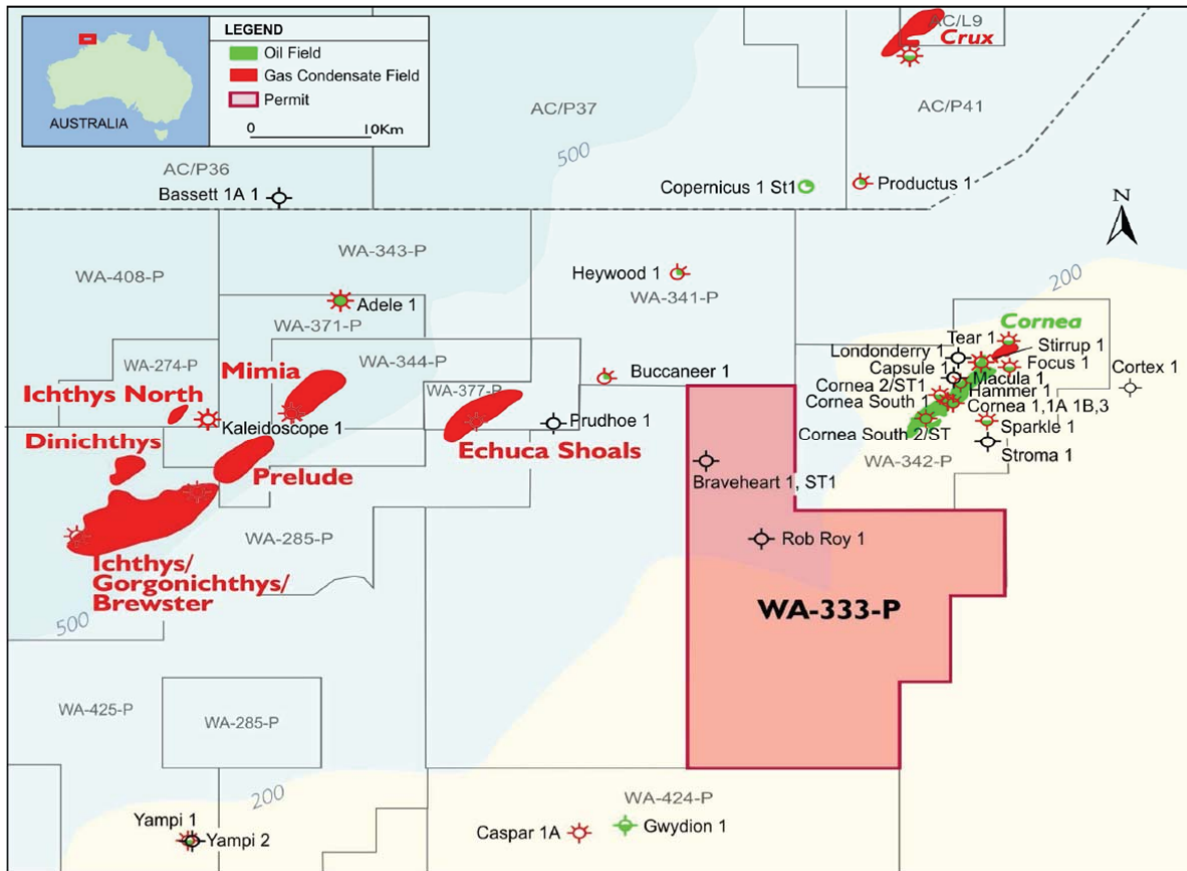 LEGEND
Oil Field
Gas Condensate Field
Permit
0 10Km
AUSTRALIA
AC/L9
Crux
AC/P37
AC/P41
500
AC/P36
Bassett 1A 1
Copernicus 1 St1
Productus 1
N
WA-343-P
WA-408-P
Heywood 1
WA-341-P
200
Adele 1
WA-371-P
Cornea
Tear 1
Stirrup 1
Londonderry 1
WA-344-P
WA-274-P
Mimia
Focus 1
Capsule 1
Cortex 1
Buccaneer 1
Macula 1
WA-377-P
Cornea 2/ST1
Hammer 1
Ichthys North
Cornea South 1
Cornea 1,1A 1B,3
Kaleidoscope 1
Prudhoe 1
Sparkle 1
Cornea South 2/ST
Dinichthys
Echuca Shoals
Stroma 1
WA-342-P
Prelude
Braveheart 1, ST1
WA-285-P
Rob Roy 1
Ichthys/
Gorgonichthys/
Brewster
WA-333-P
500
WA-425-P
WA-285-P
200
WA-424-P
Yampi 1
Yampi 2
Caspar 1A
Gwydion 1